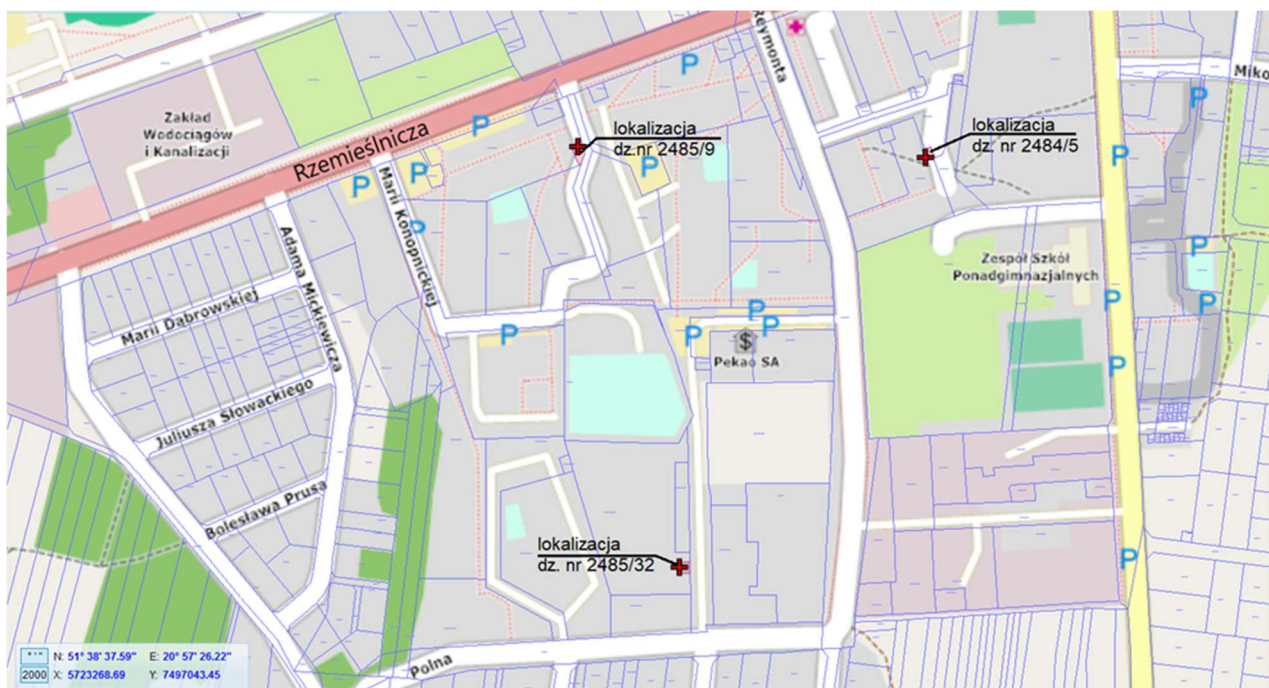 Reymonta
P
Miko
Zakład
Wodociągów
i Kanalizacji
Rzemieślnicza
P
lokalizacja
dz.nr 2485/9
lokalizacja
dz. nr 2484/5
P
P
P
P
P
P
Marii Konopnickiej
Adama Mickiewicza
Zespół Szkół
Ponadgimnazjalnych
P
P
P
Marii Dąbrowskiej
P
P
P
P
$
Pekao SA
P
Juliusza Słowackiego
Bolesława Prusa
lokalizacja
dz. nr 2485/32
P
Polna
N: 51° 38' 37.59" E: 20° 57' 26.22"
2000 X: 5723268.69 Y: 7497043.45